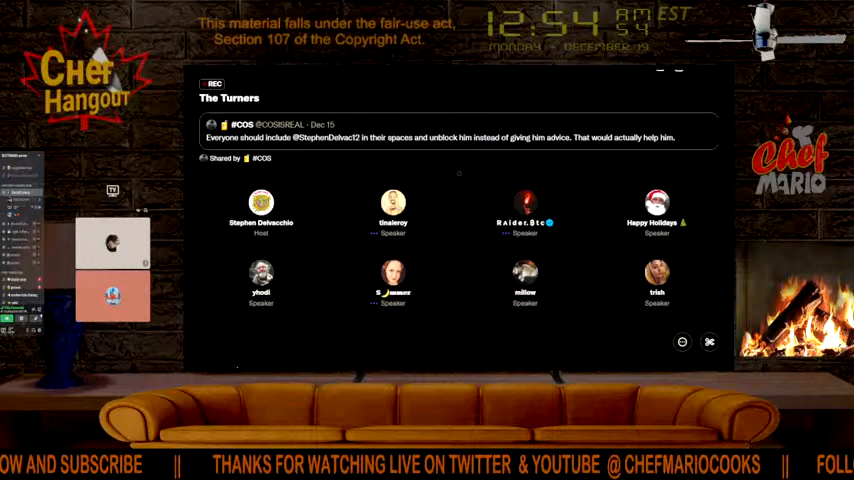 This material falls under the fair-use act,
Section 107 of the Copyright Act.
12:54 AM 54 EST
MONDAY - DECEMBER 19
Chef
Hangout
REC
The Turners
#COS @COSISREAL · Dec 15
Everyone should include @StephenDelvac12 in their spaces and unblock him instead of giving him advice. That would actually help him.
Shared by #COS
Chef
MARIO
TV
Stephen Delvacchio
Host
tinaleroy
Speaker
RAIder.Btc
Speaker
Happy Holidays
Speaker
yhodi
Speaker
S🌙mmer
Speaker
millow
Speaker
trish
Speaker
OW AND SUBSCRIBE || THANKS FOR WATCHING LIVE ON TWITTER & YOUTUBE @ CHEFMARIOCOOKS || FOLL